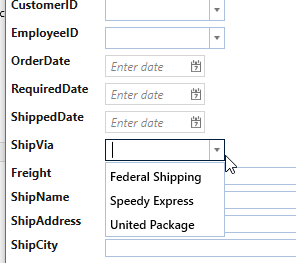 CustomerID
EmployeeID
OrderDate Enter date
RequiredDate Enter date
ShippedDate Enter date
ShipVia
Freight Federal Shipping
ShipName Speedy Express
ShipAddress United Package
ShipCity